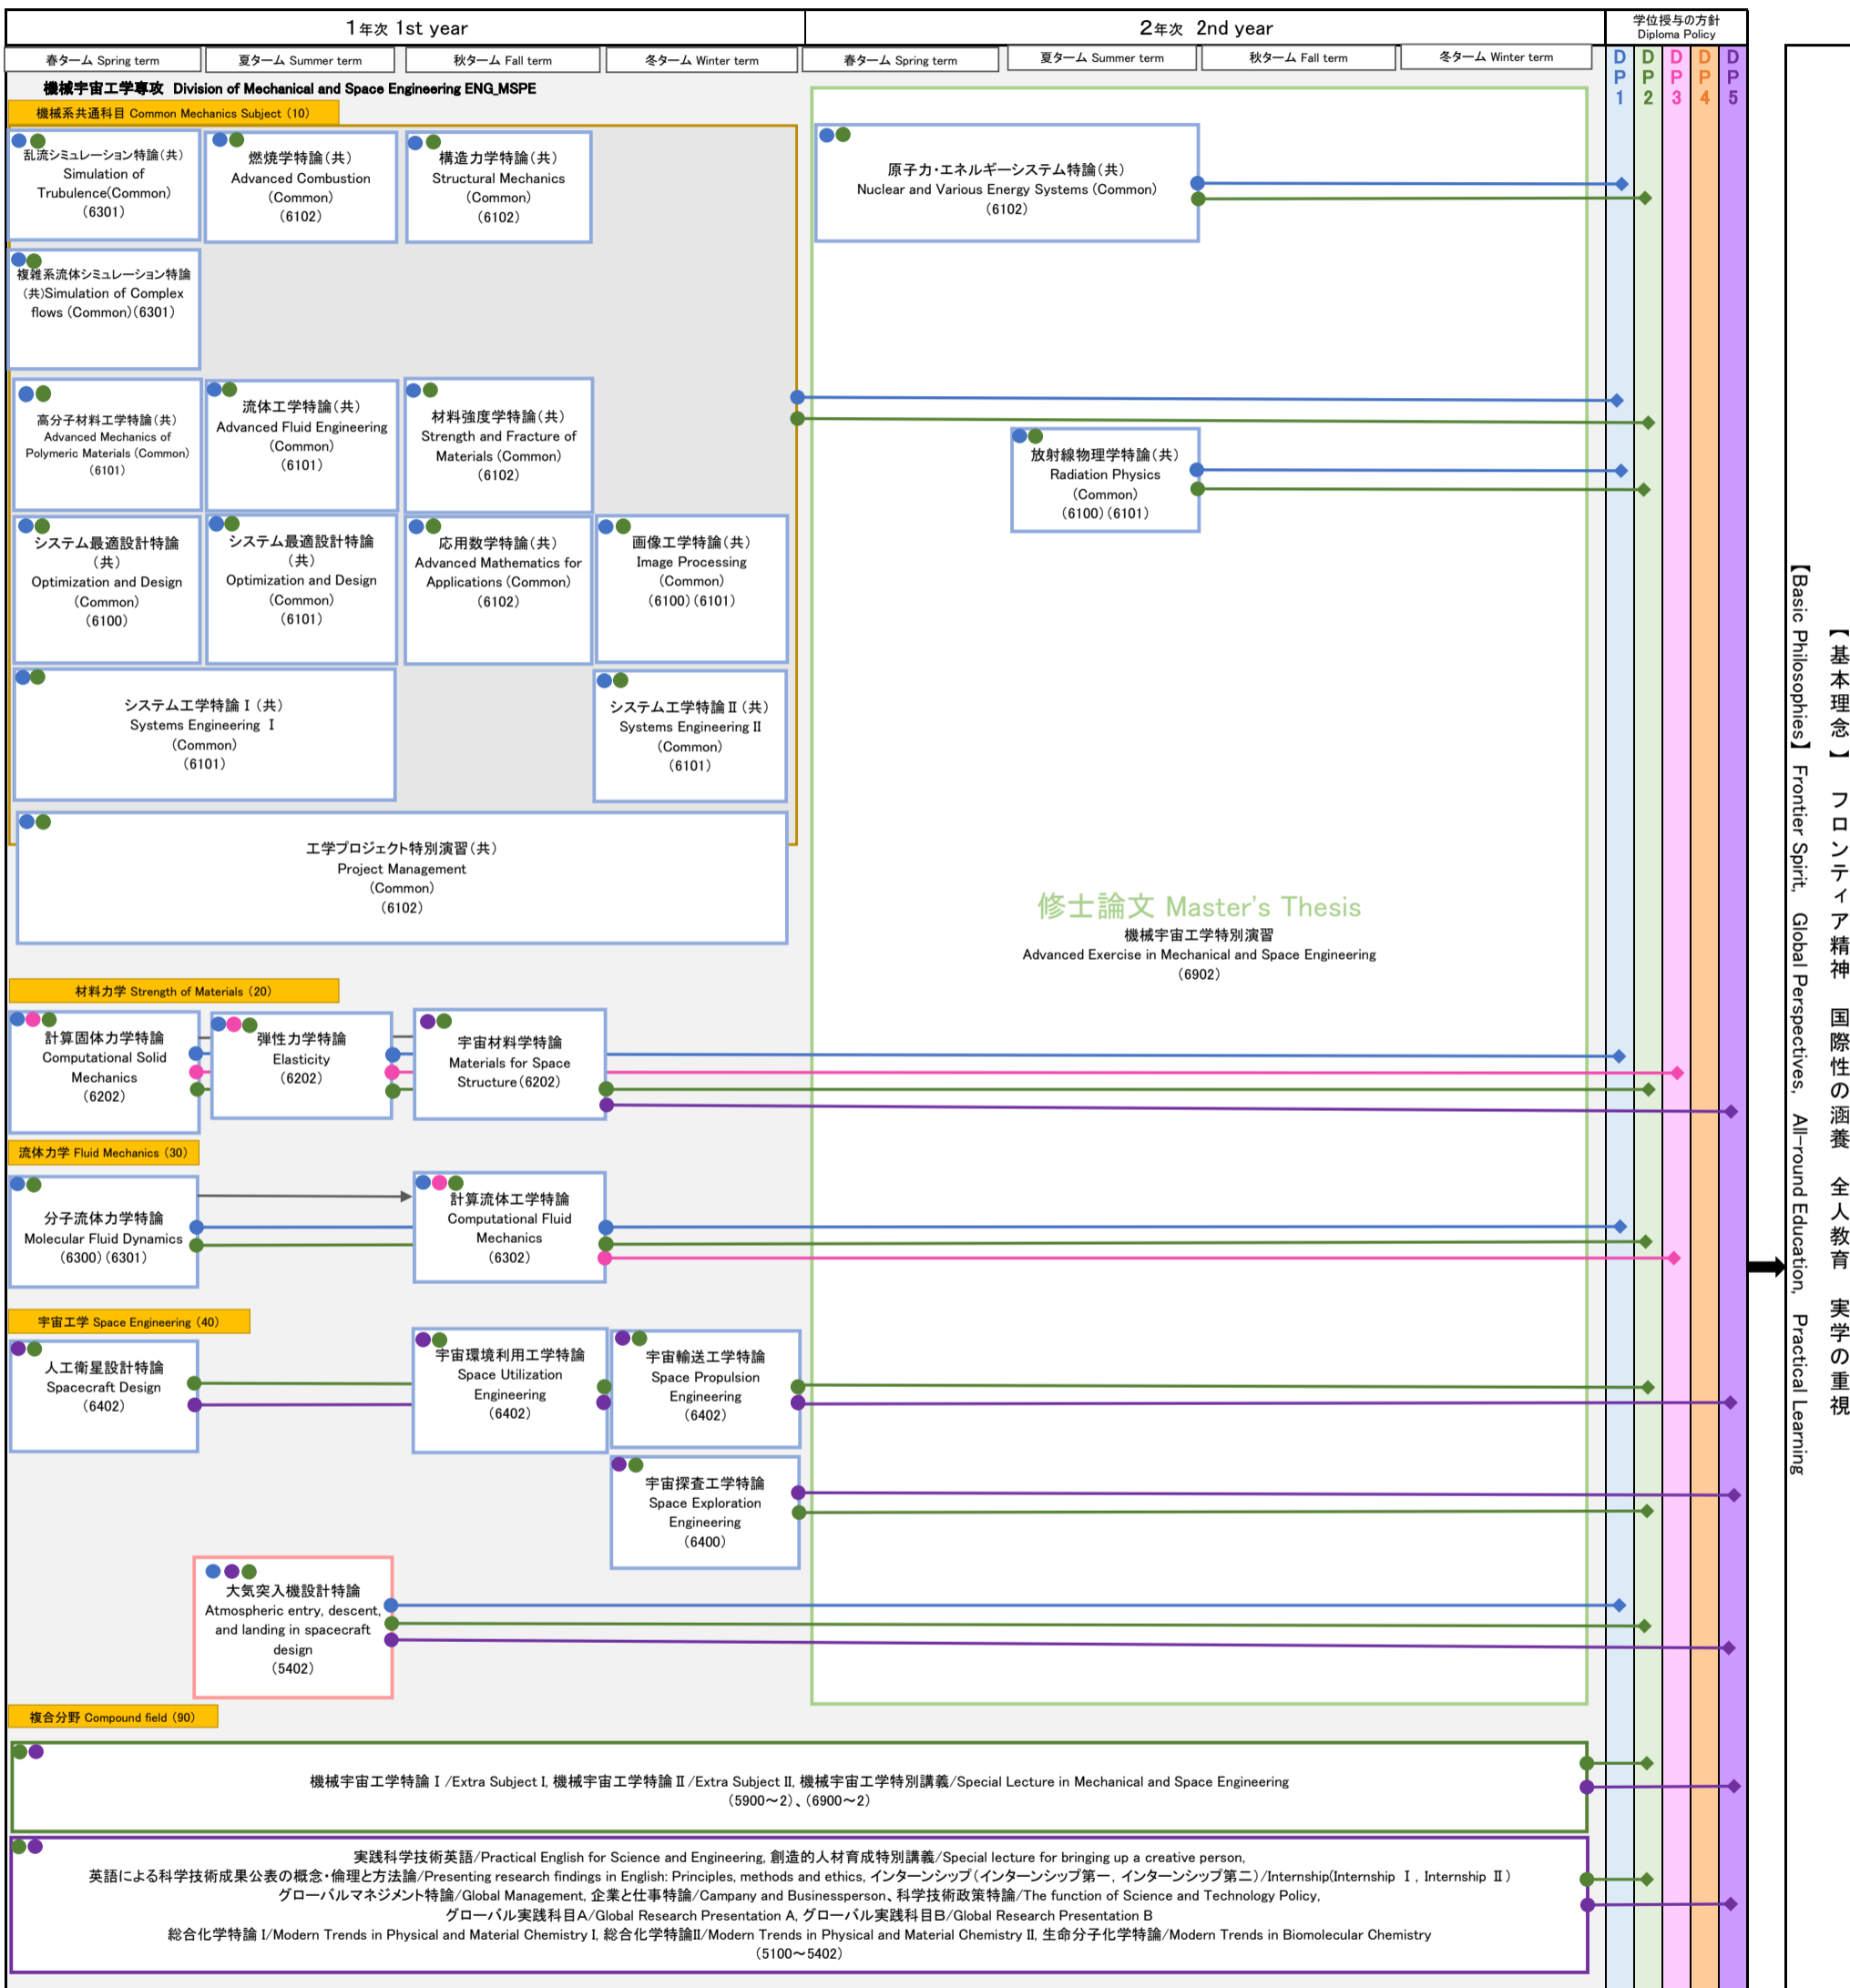 1年次 1st year
2年次 2nd year
学位授与の方針
Diploma Policy
春ターム Spring term
夏ターム Summer term
秋ターム Fall term
冬ターム Winter term
春ターム Spring term
夏ターム Summer term
秋ターム Fall term
冬ターム Winter term
DP1
DP2
DP3
DP4
DP5
機械宇宙工学専攻 Division of Mechanical and Space Engineering ENG_MSPE
機械系共通科目 Common Mechanics Subject (10)
乱流シミュレーション特論(共)
Simulation of
Trubulence(Common)
(6301)
燃焼学特論(共)
Advanced Combustion
(Common)
(6102)
構造力学特論(共)
Structural Mechanics
(Common)
(6102)
原子力・エネルギーシステム特論(共)
Nuclear and Various Energy Systems (Common)
(6102)
複雑系流体シミュレーション特論
(共)Simulation of Complex
flows (Common)(6301)
高分子材料工学特論(共)
Advanced Mechanics of
Polymeric Materials (Common)
(6101)
流体工学特論(共)
Advanced Fluid Engineering
(Common)
(6101)
材料強度学特論(共)
Strength and Fracture of
Materials (Common)
(6102)
放射線物理学特論(共)
Radiation Physics
(Common)
(6100)(6101)
システム最適設計特論
(共)
Optimization and Design
(Common)
(6100)
システム最適設計特論
(共)
Optimization and Design
(Common)
(6101)
応用数学特論(共)
Advanced Mathematics for
Applications (Common)
(6102)
画像工学特論(共)
Image Processing
(Common)
(6100)(6101)
システム工学特論Ⅰ(共)
Systems Engineering Ⅰ
(Common)
(6101)
システム工学特論Ⅱ(共)
Systems Engineering Ⅱ
(Common)
(6101)
工学プロジェクト特別演習(共)
Project Management
(Common)
(6102)
修士論文 Master's Thesis
機械宇宙工学特別演習
Advanced Exercise in Mechanical and Space Engineering
(6902)
材料力学 Strength of Materials (20)
計算固体力学特論
Computational Solid
Mechanics
(6202)
弾性力学特論
Elasticity
(6202)
宇宙材料学特論
Materials for Space
Structure(6202)
流体力学 Fluid Mechanics (30)
分子流体力学特論
Molecular Fluid Dynamics
(6300)(6301)
計算流体工学特論
Computational Fluid
Mechanics
(6302)
宇宙工学 Space Engineering (40)
人工衛星設計特論
Spacecraft Design
(6402)
宇宙環境利用工学特論
Space Utilization
Engineering
(6402)
宇宙輸送工学特論
Space Propulsion
Engineering
(6402)
宇宙探査工学特論
Space Exploration
Engineering
(6400)
大気突入機設計特論
Atmospheric entry, descent,
and landing in spacecraft
design
(5402)
複合分野 Compound field (90)
機械宇宙工学特論Ⅰ/Extra Subject I, 機械宇宙工学特論Ⅱ/Extra Subject II, 機械宇宙工学特別講義/Special Lecture in Mechanical and Space Engineering
(5900～2)、(6900～2)
実践科学技術英語/Practical English for Science and Engineering, 創造的人材育成特別講義/Special lecture for bringing up a creative person,
英語による科学技術成果公表の概念・倫理と方法論/Presenting research findings in English: Principles, methods and ethics, インターンシップ(インターンシップ第一, インターンシップ第二)/Internship(Internship Ⅰ, Internship Ⅱ)
グローバルマネジメント特論/Global Management, 企業と仕事特論/Campany and Businessperson、科学技術政策特論/The function of Science and Technology Policy,
グローバル実践科目A/Global Research Presentation A, グローバル実践科目B/Global Research Presentation B
総合化学特論 I/Modern Trends in Physical and Material Chemistry I, 総合化学特論II/Modern Trends in Physical and Material Chemistry II, 生命分子化学特論/Modern Trends in Biomolecular Chemistry
(5100～5402)
【基本理念】 フロンティア精神 国際性の涵養 全人教育 実学の重視
【Basic Philosophies】 Frontier Spirit, Global Perspectives, All-round Education, Practical Learning